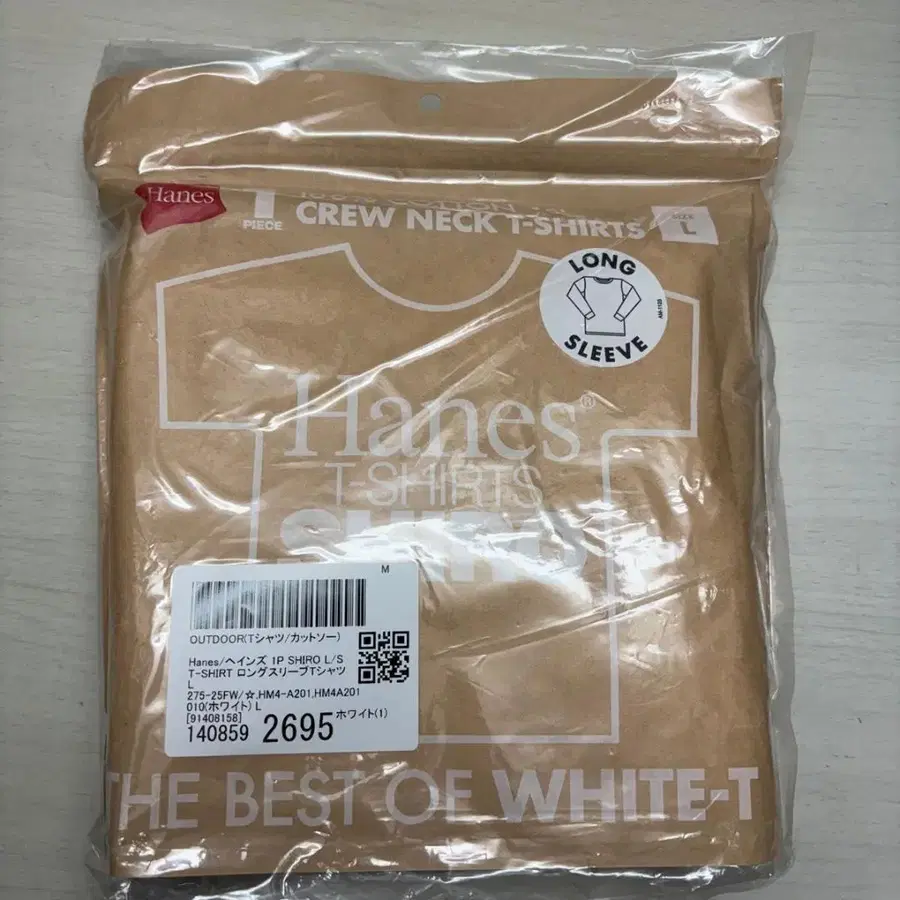 Hanes
1
PIECE
CREW NECK T-SHIRTS
SIZE
L
LONG
SLEEVE
Hanes®
T-SHIRTS
SHIRO
M
OUTDOOR(Tシャツ/カットソー)
Hanes/ヘインズ 1P SHIRO L/S
T-SHIRT ロングスリーブTシャツ
L
275-25FW/☆.HM4-A201,HM4A201
010(ホワイト) L
[91408158]
ホワイト(1)
140859 2695
THE BEST OF WHITE-T